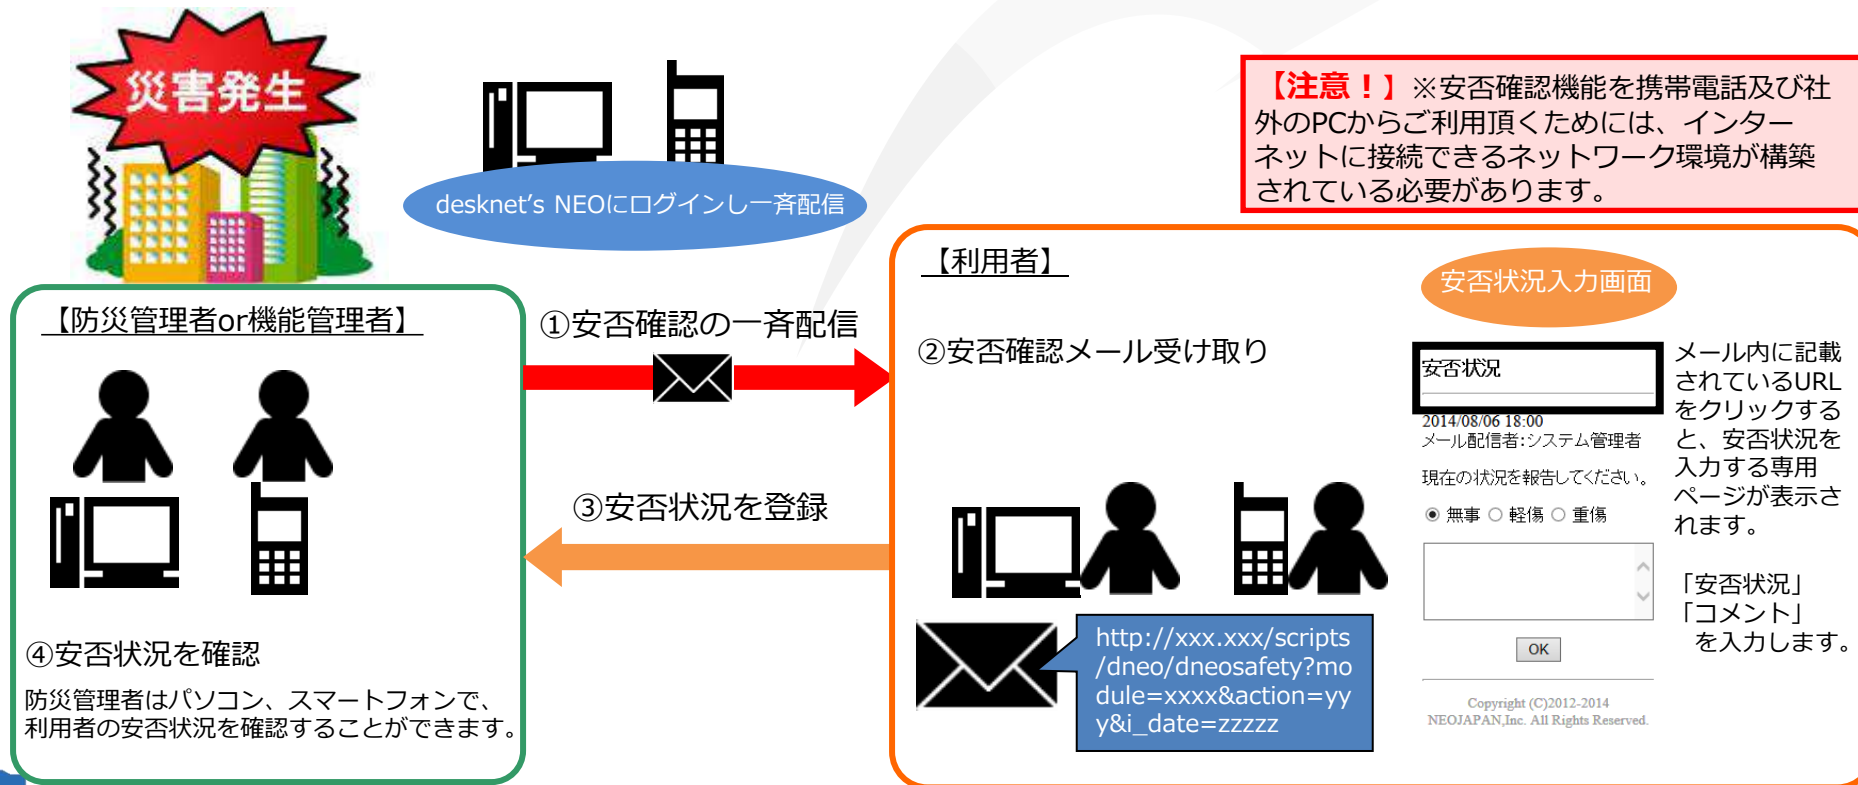 災害発生
desknet's NEOにログインし一斉配信
【注意！】※安否確認機能を携帯電話及び社
外のPCからご利用頂くためには、インター
ネットに接続できるネットワーク環境が構築
されている必要があります。
【防災管理者or機能管理者】
①安否確認の一斉配信
③安否状況を登録
④安否状況を確認
防災管理者はパソコン、スマートフォンで、
利用者の安否状況を確認することができます。
【利用者】
②安否確認メール受け取り
http://xxx.xxx/scripts
/dneo/dneosafety?mo
dule=xxxx&action=yy
y&i_date=zzzzz
安否状況入力画面
安否状況
2014/08/06 18:00
メール配信者:システム管理者
現在の状況を報告してください。
無事 軽傷 重傷
OK
Copyright (C)2012-2014
NEOJAPAN,Inc. All Rights Reserved.
メール内に記載
されているURL
をクリックする
と、安否状況を
入力する専用
ページが表示さ
れます。
「安否状況」
「コメント」
を入力します。